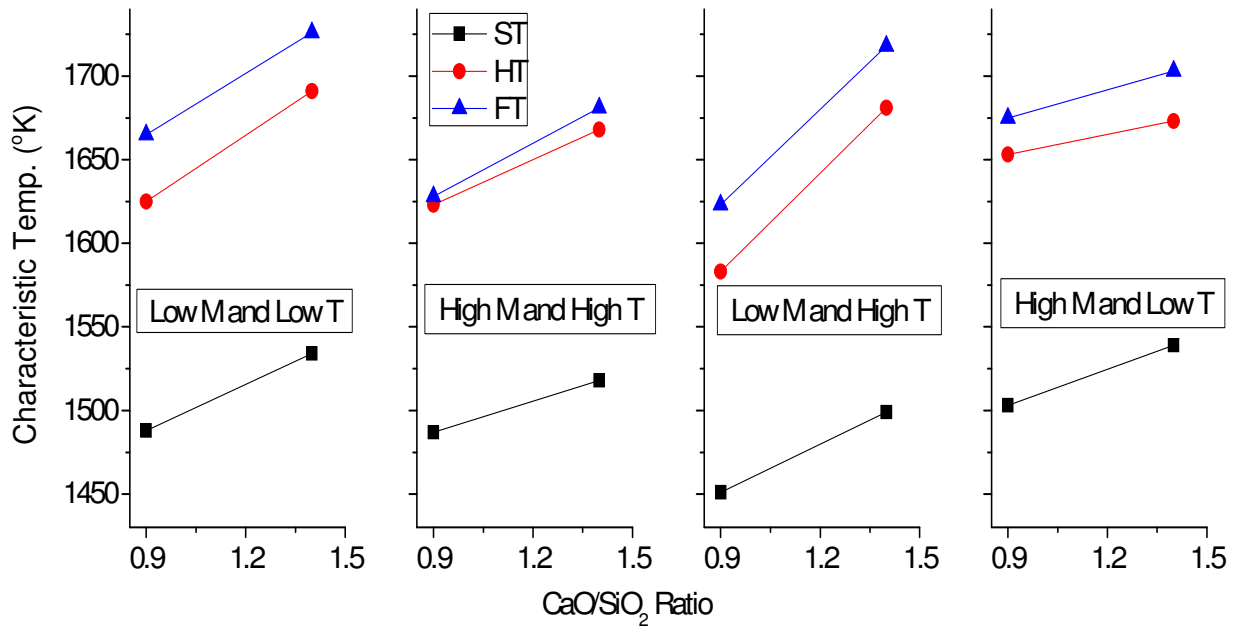 ST
HT
FT
1700
1650
1600
1550
1500
1450
Characteristic Temp. (°K)
Low M and Low T
High M and High T
Low M and High T
High M and Low T
0.9 1.2 1.5 0.9 1.2 1.5 0.9 1.2 1.5 0.9 1.2 1.5
CaO/SiO₂ Ratio